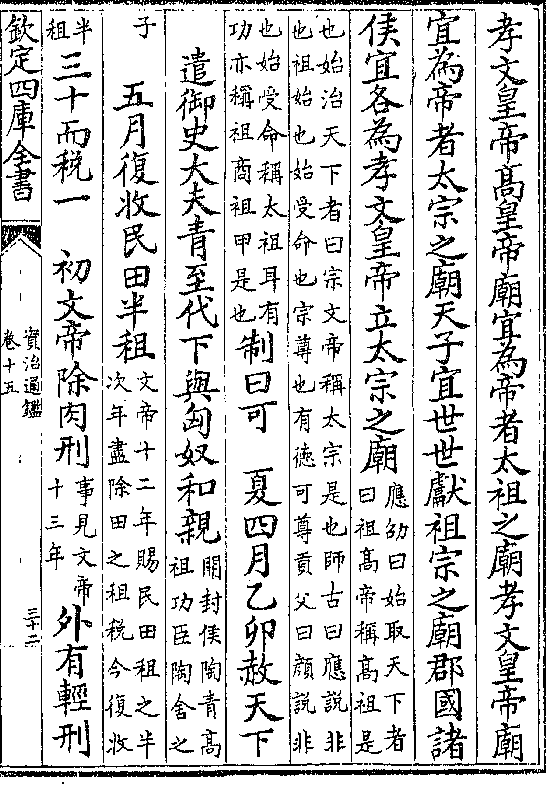 孝文皇帝髙皇帝廟宜為帝者太祖之廟孝文皇帝廟
宜為帝者太宗之廟天子宜世世獻祖宗之廟郡國諸
侯宜各為孝文皇帝立太宗之廟
應劭曰始取天下者
曰祖髙帝稱髙祖是
也始治天下者曰宗文帝稱太宗是也師古曰應說非
也祖始也始受命也宗尊也有徳可尊貢父曰顔說非
也始受命稱太祖耳有
功亦稱祖商祖甲是也
制曰可　夏四月乙卯赦天下
遣御史大夫青至代下與匈奴和親
開封侯陶青髙
祖功臣陶舍之
子
五月復收民田半租
文帝十二年賜民田租之半
次年盡除田之租税今復收
半
租
三十而税一　初文帝除肉刑
事見文帝
十三年
外有輕刑
欽定四庫全書
資治通鑑
卷十五
三十二